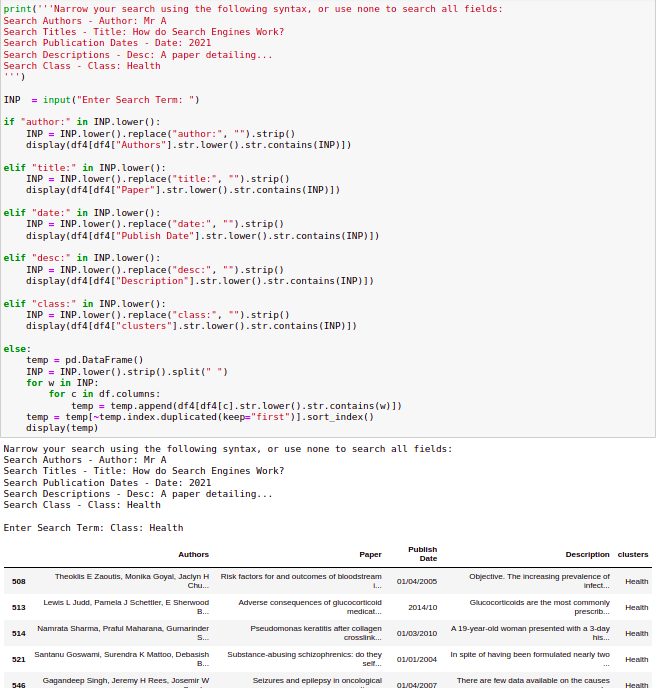 print('''Narrow your search using the following syntax, or use none to search all fields:
Search Authors - Author: Mr A
Search Titles - Title: How do Search Engines Work?
Search Publication Dates - Date: 2021
Search Descriptions - Desc: A paper detailing...
Search Class - Class: Health
''')
INP  = input("Enter Search Term: ")
if "author:" in INP.lower():
    INP = INP.lower().replace("author:", "").strip()
    display(df4[df4["Authors"].str.lower().str.contains(INP)])
elif "title:" in INP.lower():
    INP = INP.lower().replace("title:", "").strip()
    display(df4[df4["Paper"].str.lower().str.contains(INP)])
elif "date:" in INP.lower():
    INP = INP.lower().replace("date:", "").strip()
    display(df4[df4["Publish Date"].str.lower().str.contains(INP)])
elif "desc:" in INP.lower():
    INP = INP.lower().replace("desc:", "").strip()
    display(df4[df4["Description"].str.lower().str.contains(INP)])
elif "class:" in INP.lower():
    INP = INP.lower().replace("class:", "").strip()
    display(df4[df4["clusters"].str.lower().str.contains(INP)])
else:
    temp = pd.DataFrame()
    INP = INP.lower().strip().split(" ")
    for w in INP:
        for c in df.columns:
            temp = temp.append(df4[df4[c].str.lower().str.contains(w)])
    temp = temp[~temp.index.duplicated(keep="first")].sort_index()
    display(temp)
Narrow your search using the following syntax, or use none to search all fields:
Search Authors - Author: Mr A
Search Titles - Title: How do Search Engines Work?
Search Publication Dates - Date: 2021
Search Descriptions - Desc: A paper detailing...
Search Class - Class: Health
Enter Search Term: Class: Health
Authors Paper Publish Date Description clusters
508 Theoklis E Zaoutis, Monika Goyal, Jaclyn H Chu... Risk factors for and outcomes of bloodstream i... 01/04/2005 Objective. The increasing prevalence of infect... Health
513 Lewis L Judd, Pamela J Schettler, E Sherwood B... Adverse consequences of glucocorticoid medicat... 2014/10 Glucocorticoids are the most commonly prescrib... Health
514 Namrata Sharma, Praful Maharana, Gumarinder S... Pseudomonas keratitis after collagen crosslink... 01/03/2010 A 19-year-old woman presented with a 3-day his... Health
521 Santanu Goswami, Surendra K Mattoo, Debasish B... Substance-abusing schizophrenics: do they self... 01/01/2004 In spite of having been formulated nearly two ... Health
546 Gagandeep Singh, Jeremy H Rees, Josemir W Seizures and epilepsy in oncological 01/04/2007 There are few data available on the causes Health